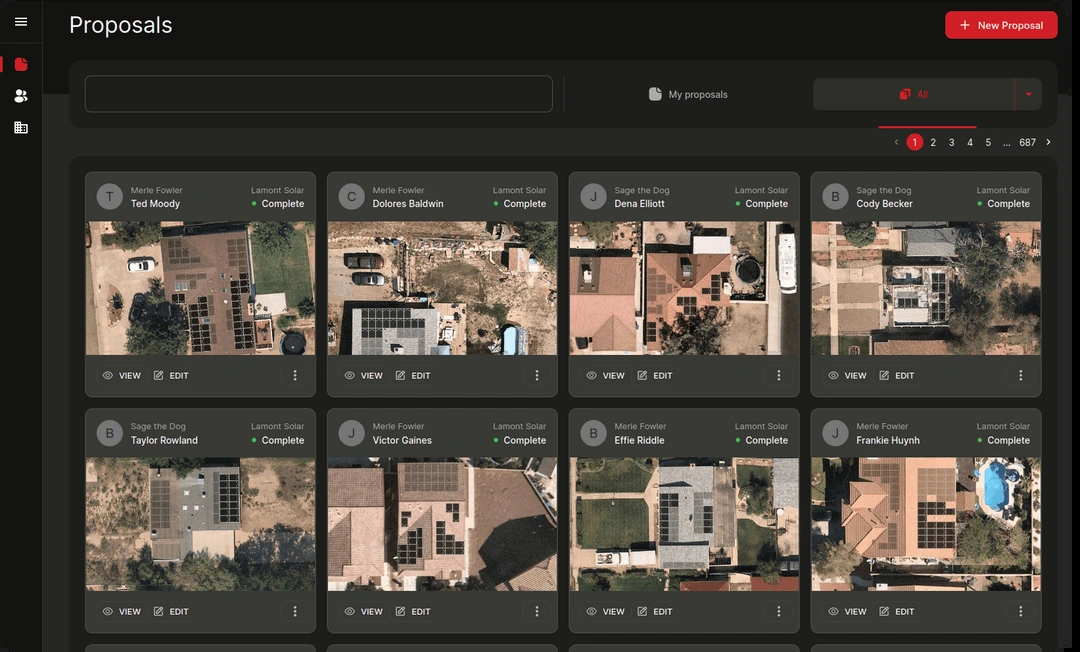 Proposals
New Proposal
My proposals
All
1 2 3 4 5 ... 687
T
Merle Fowler
Lamont Solar
Ted Moody
Complete
C
Merle Fowler
Lamont Solar
Dolores Baldwin
Complete
J
Sage the Dog
Lamont Solar
Dena Elliott
Complete
B
Sage the Dog
Lamont Solar
Cody Becker
Complete
VIEW EDIT
VIEW EDIT
VIEW EDIT
VIEW EDIT
B
Sage the Dog
Lamont Solar
Taylor Rowland
Complete
J
Merle Fowler
Lamont Solar
Victor Gaines
Complete
B
Merle Fowler
Lamont Solar
Effie Riddle
Complete
J
Merle Fowler
Lamont Solar
Frankie Huynh
Complete
VIEW EDIT
VIEW EDIT
VIEW EDIT
VIEW EDIT